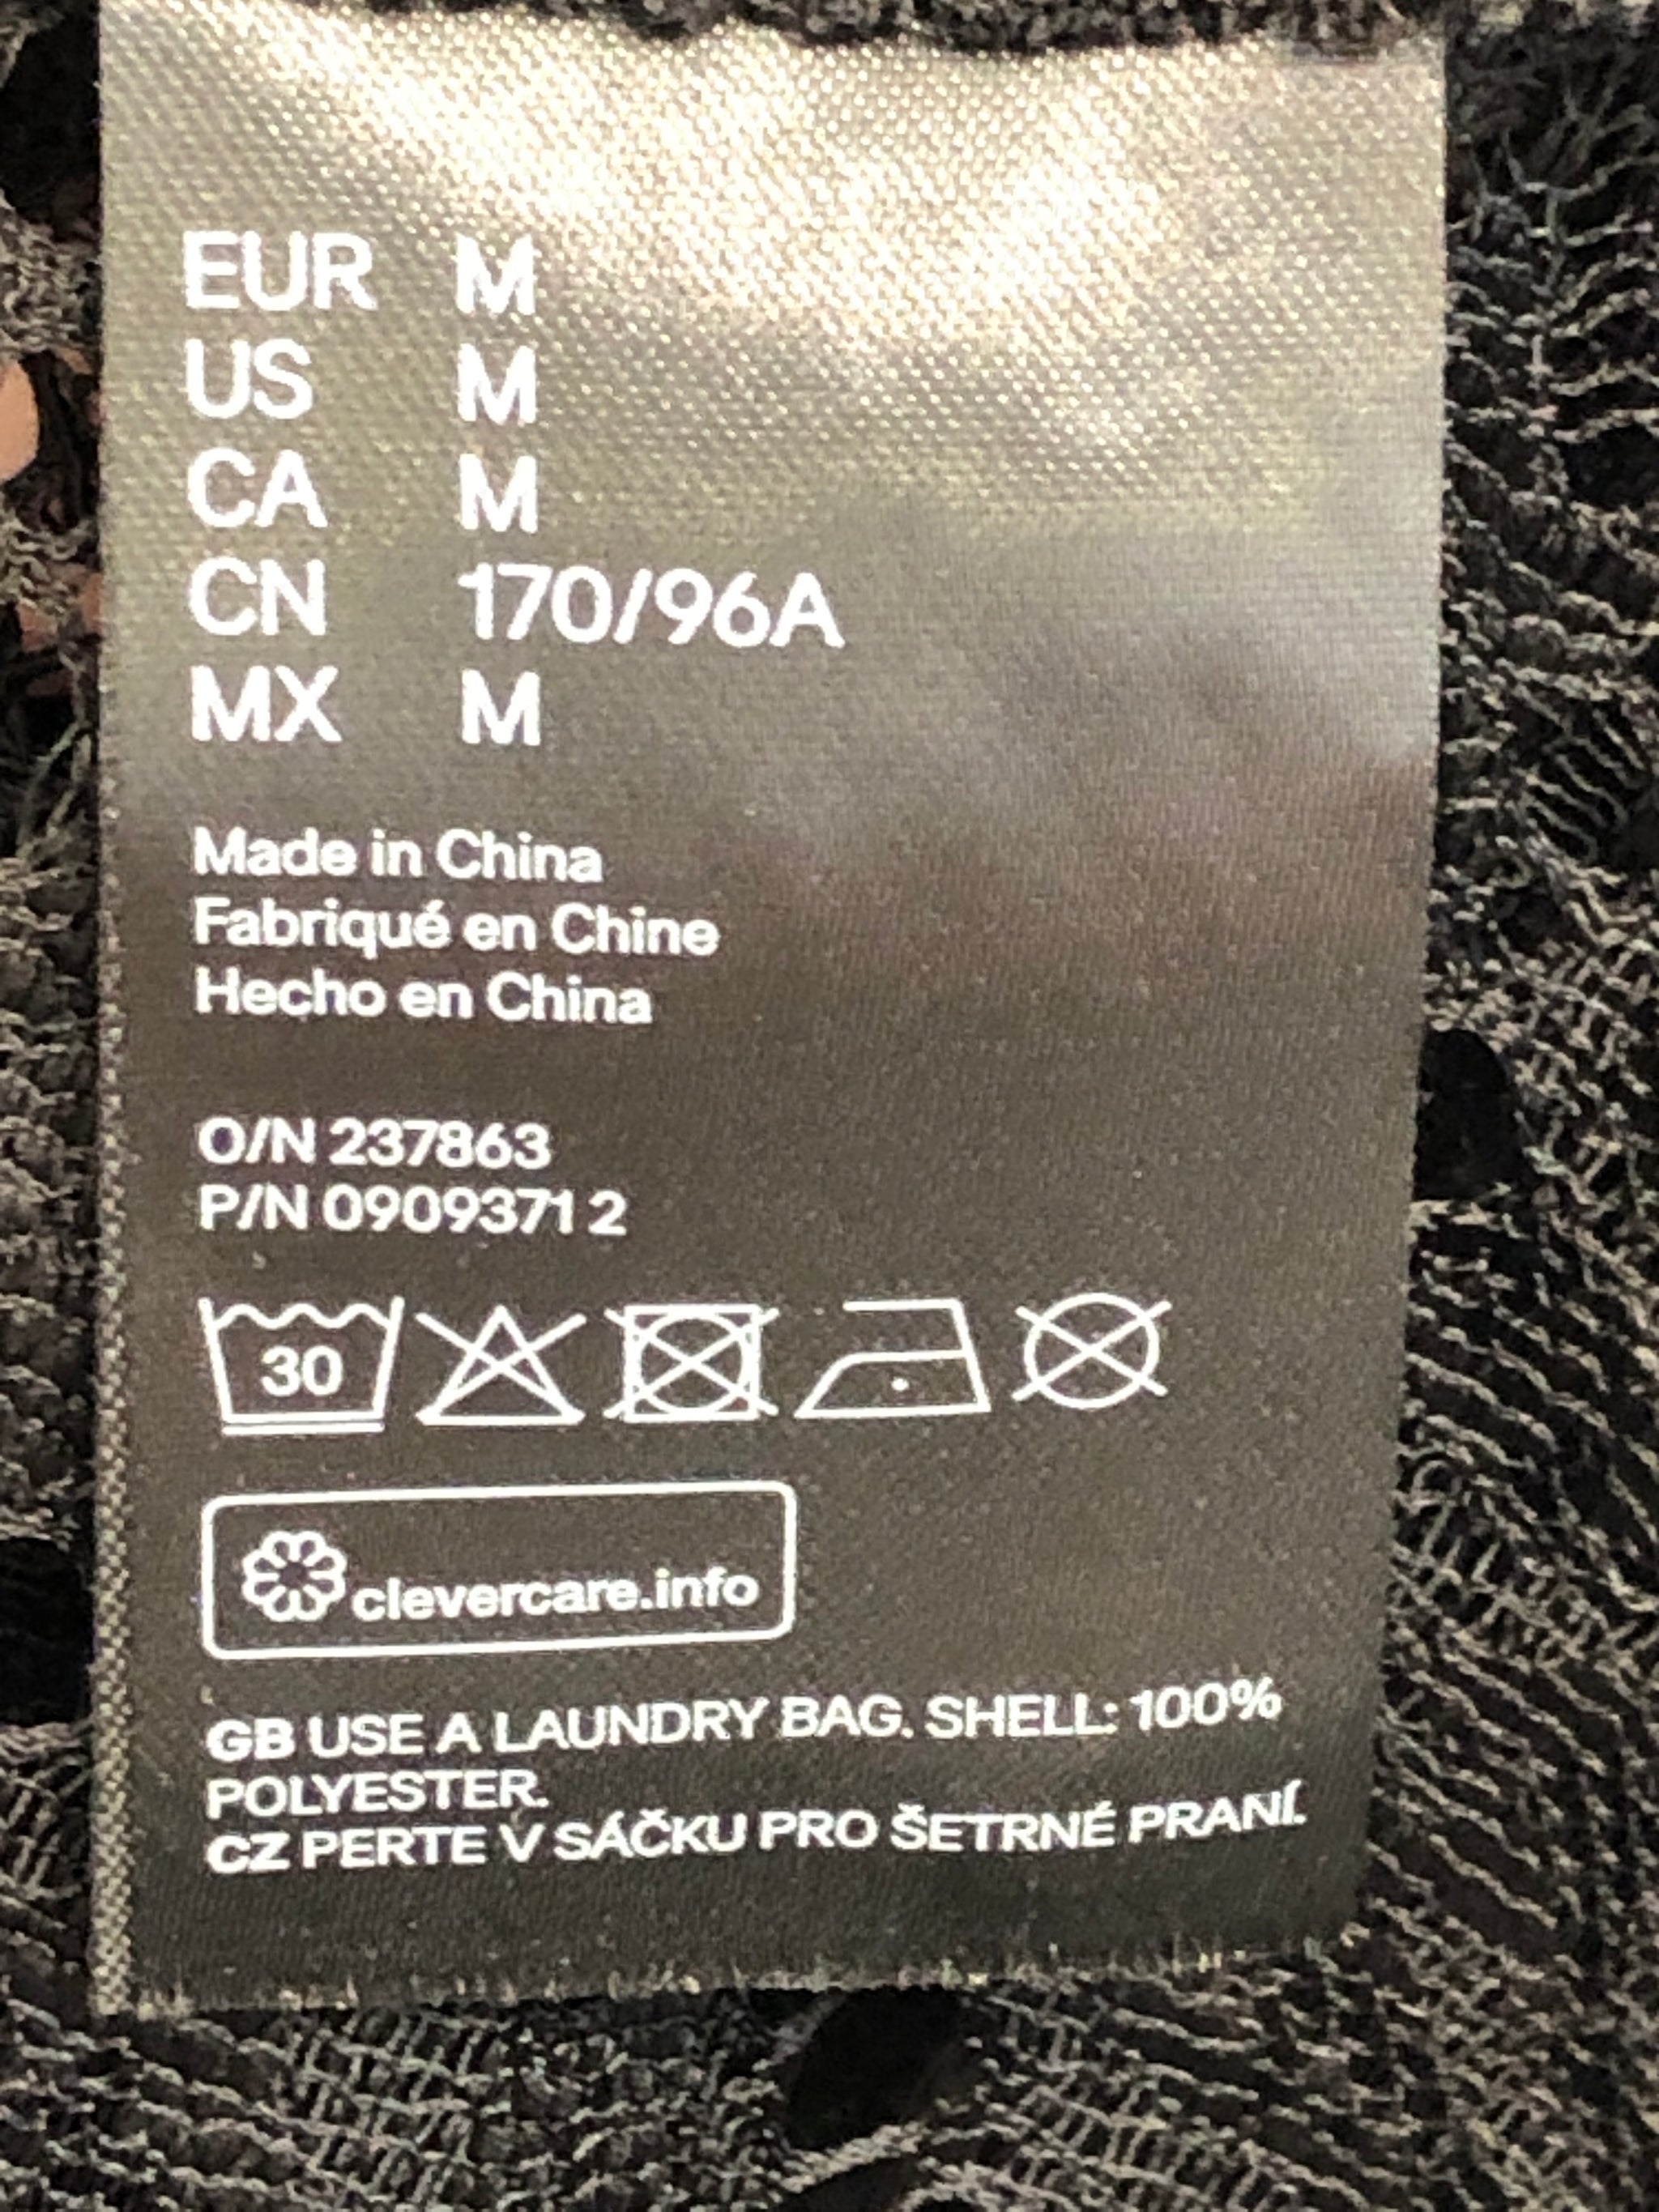 EUR M
US M
CA M
CN 170/96A
MX M
Made in China
Fabriqué en Chine
Hecho en China
O/N 237863
P/N 0909371 2
30
clevercare.info
GB USE A LAUNDRY BAG. SHELL: 100%
POLYESTER.
CZ PERTE V SÁČKU PRO ŠETRNÉ PRANÍ.